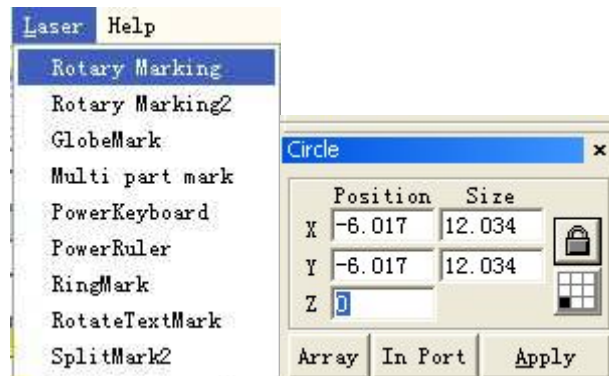 Laser Help
Rotary Marking
Rotary Marking2
GlobeMark
Multi part mark
PowerKeyboard
PowerRuler
RingMark
RotateTextMark
SplitMark2
Circle ×
Position Size
X -6.017 12.034
Y -6.017 12.034
Z 0
Array In Port Apply